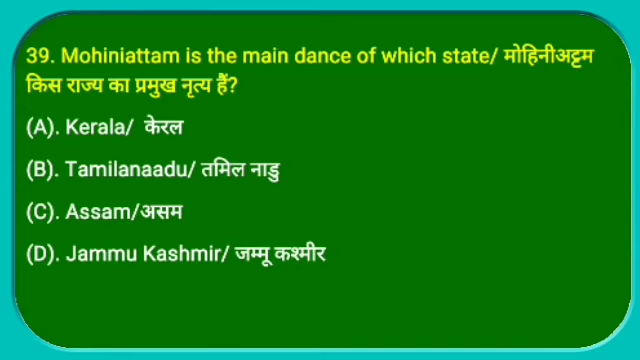 39. Mohiniattam is the main dance of which state/ मोहिनीअट्टम
किस राज्य का प्रमुख नृत्य हैं?
(A). Kerala/ केरल
(B). Tamilanaadu/ तमिल नाडु
(C). Assam/असम
(D). Jammu Kashmir/ जम्मू कश्मीर